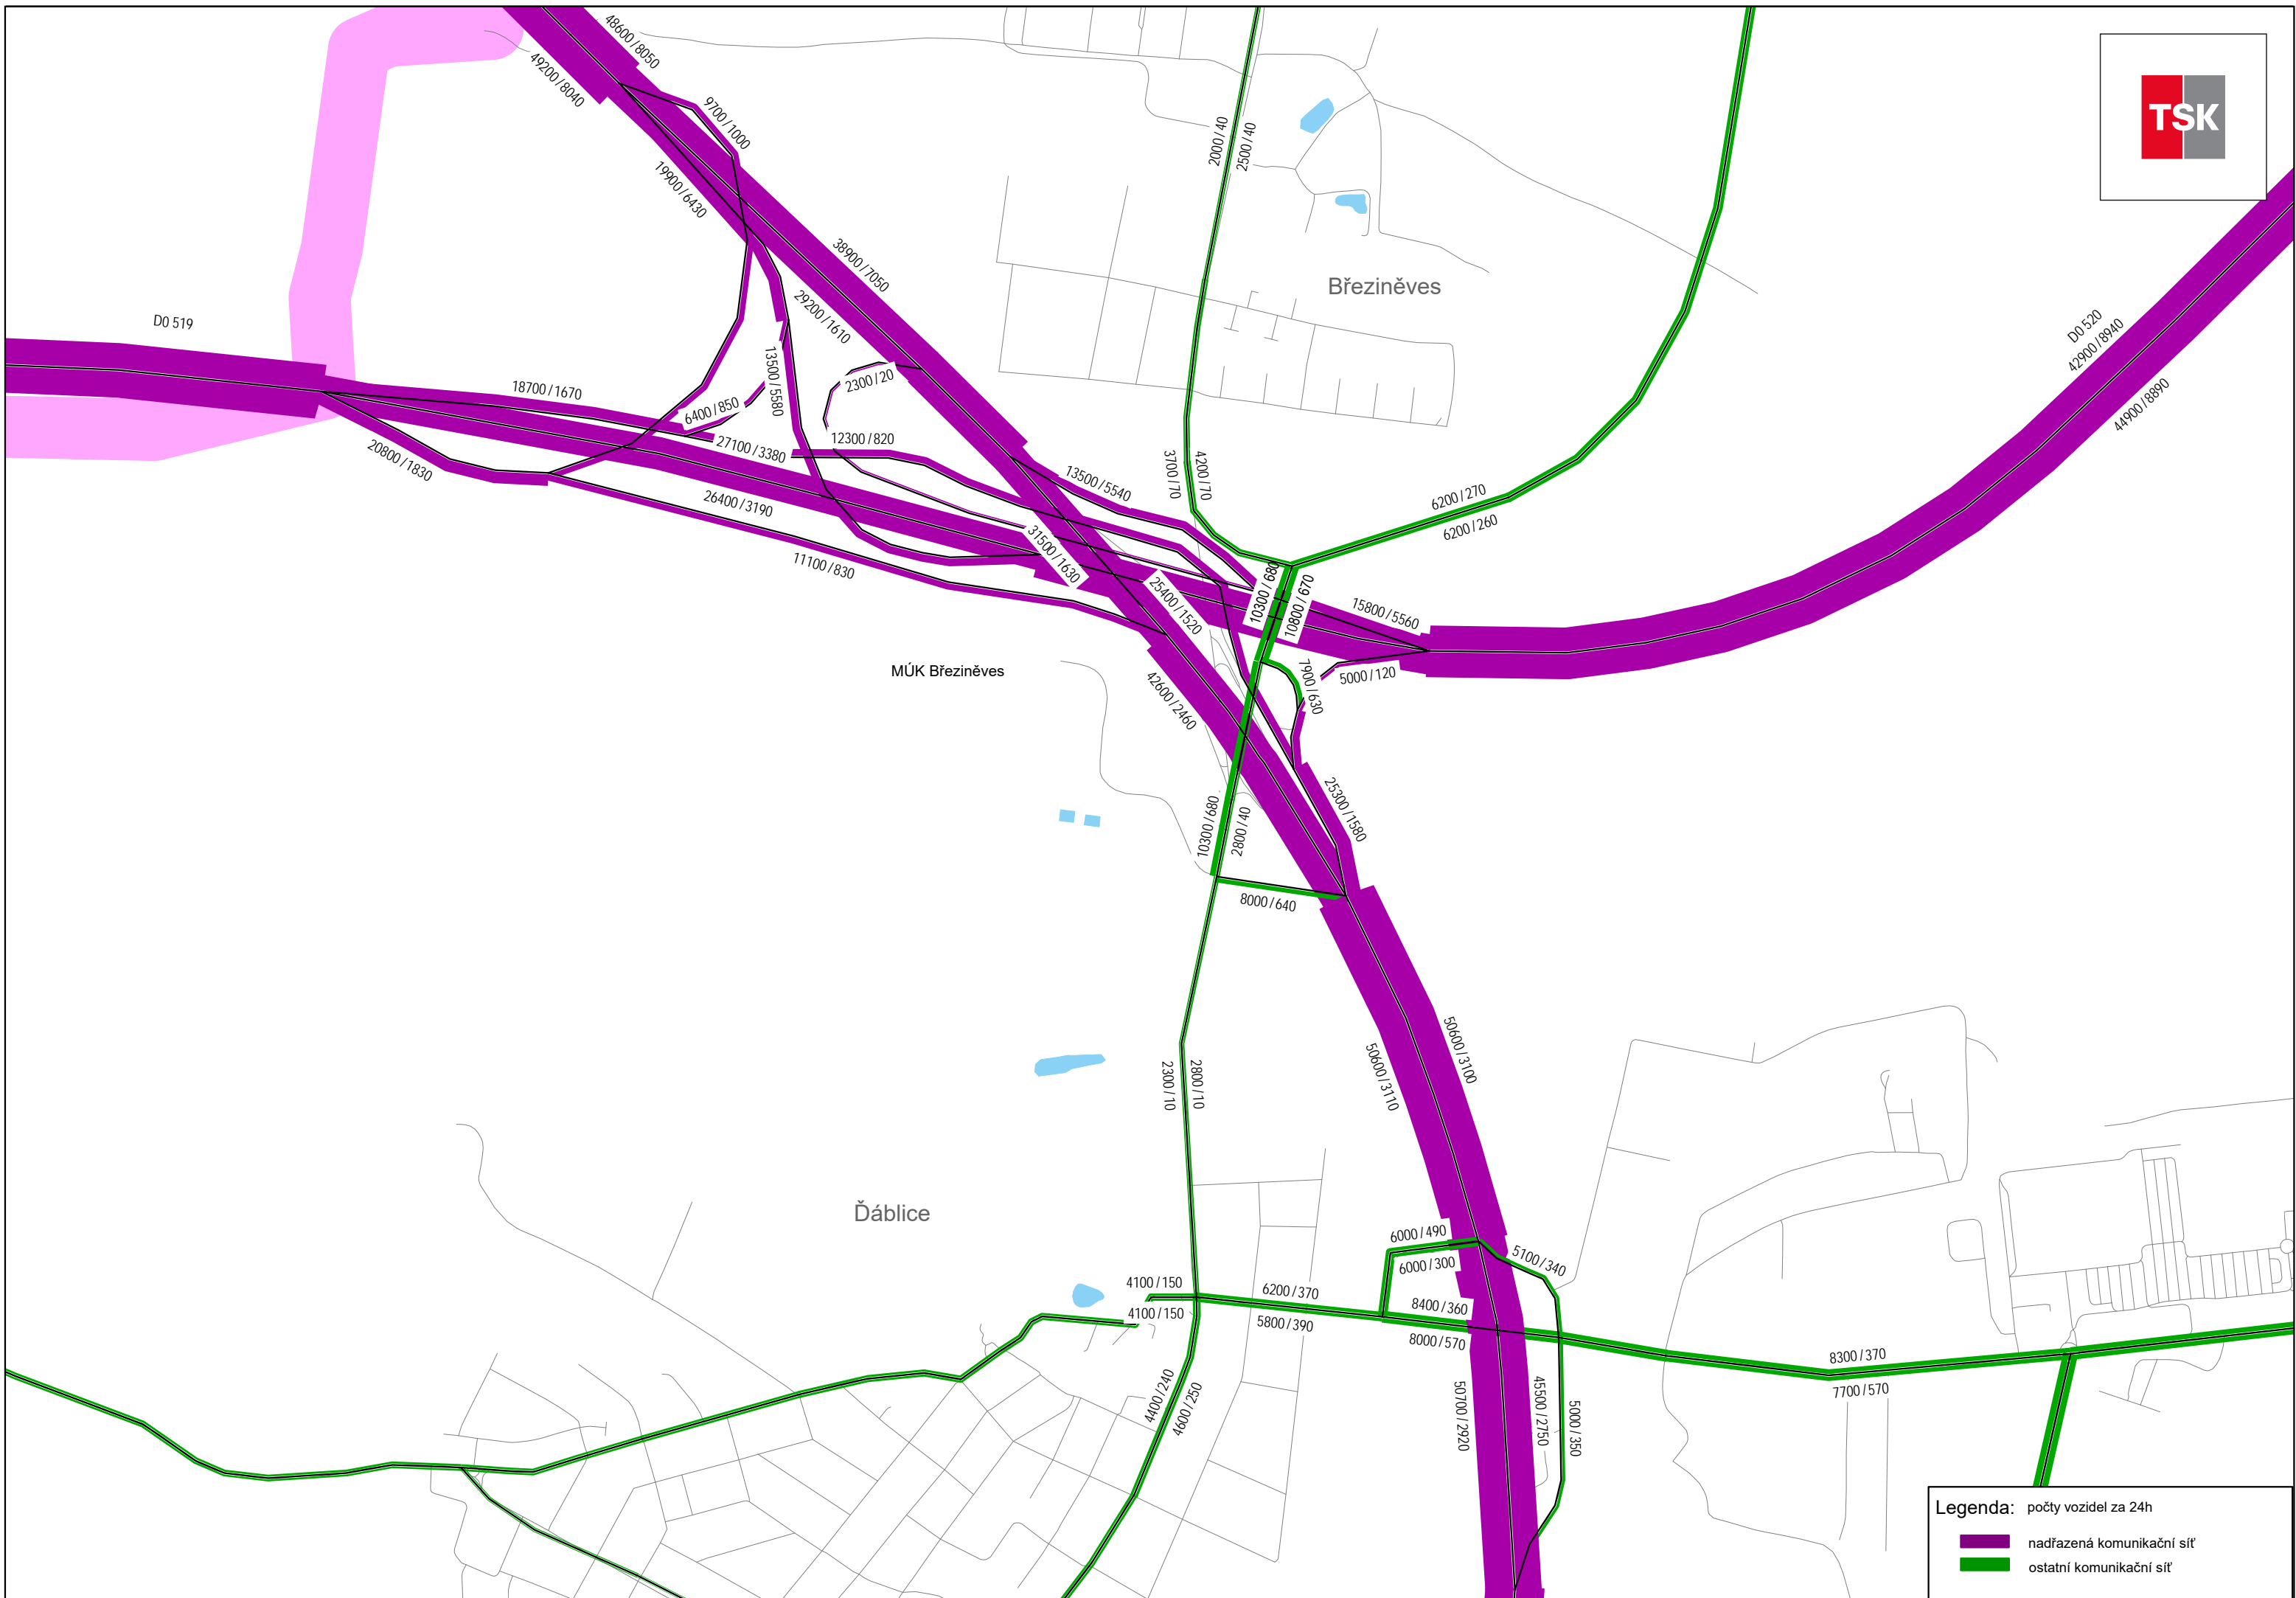 48600 / 8050
49200 / 8040
9700 / 1000
19900 / 6430
2000 / 40
2500 / 40
TSK
38900 / 7050
Březiněves
29200 / 1610
D0 519
D0 520
42900 / 8940
44900 / 8890
13500 / 5580
2300 / 20
18700 / 1670
6400 / 850
12300 / 820
27100 / 3380
20800 / 1830
26400 / 3190
13500 / 5540
3700 / 70
4200 / 70
6200 / 270
6200 / 260
11100 / 830
31500 / 1630
25400 / 1520
10300 / 680
10800 / 670
15800 / 5560
MÚK Březiněves
42600 / 2460
7900 / 630
5000 / 120
10300 / 680
2800 / 40
25300 / 1580
8000 / 640
2300 / 10
2800 / 10
50600 / 3110
50600 / 3100
Ďáblice
6000 / 490
6000 / 300
5100 / 340
4100 / 150
4100 / 150
6200 / 370
5800 / 390
8400 / 360
8000 / 570
8300 / 370
7700 / 570
4400 / 240
4600 / 250
50700 / 2920
45500 / 2750
5000 / 350
Legenda: počty vozidel za 24h
nadřazená komunikační síť
ostatní komunikační síť